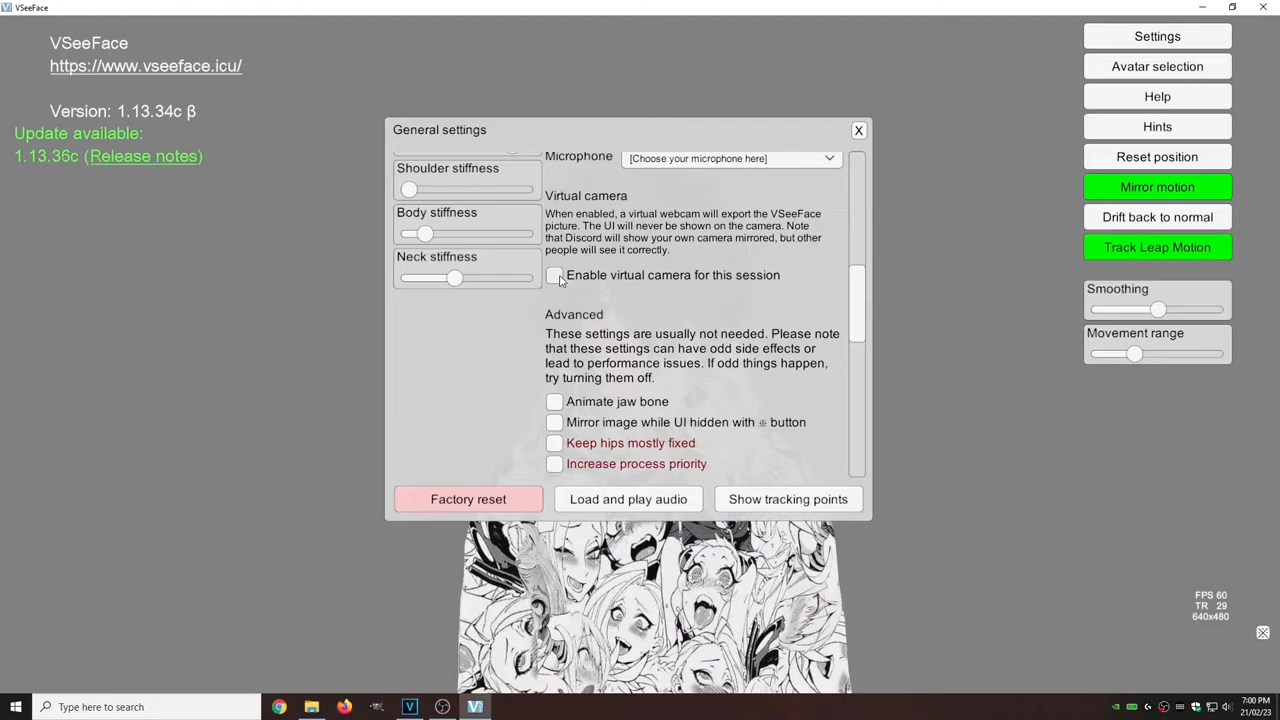 VSeeFace
VSeeFace
https://www.vseeface.icu/
Version: 1.13.34c β
Update available:
1.13.36c (Release notes)
General settings
X
Shoulder stiffness
Body stiffness
Neck stiffness
Microphone
[Choose your microphone here]
Virtual camera
When enabled, a virtual webcam will export the VSeeFace
picture. The UI will never be shown on the camera. Note
that Discord will show your own camera mirrored, but other
people will see it correctly.
Enable virtual camera for this session
Advanced
These settings are usually not needed. Please note
that these settings can have odd side effects or
lead to performance issues. If odd things happen,
try turning them off.
Animate jaw bone
Mirror image while UI hidden with ※ button
Keep hips mostly fixed
Increase process priority
Factory reset
Load and play audio
Show tracking points
Settings
Avatar selection
Help
Hints
Reset position
Mirror motion
Drift back to normal
Track Leap Motion
Smoothing
Movement range
FPS 60
TR 29
640x480
Type here to search
7:00 PM
21/02/23